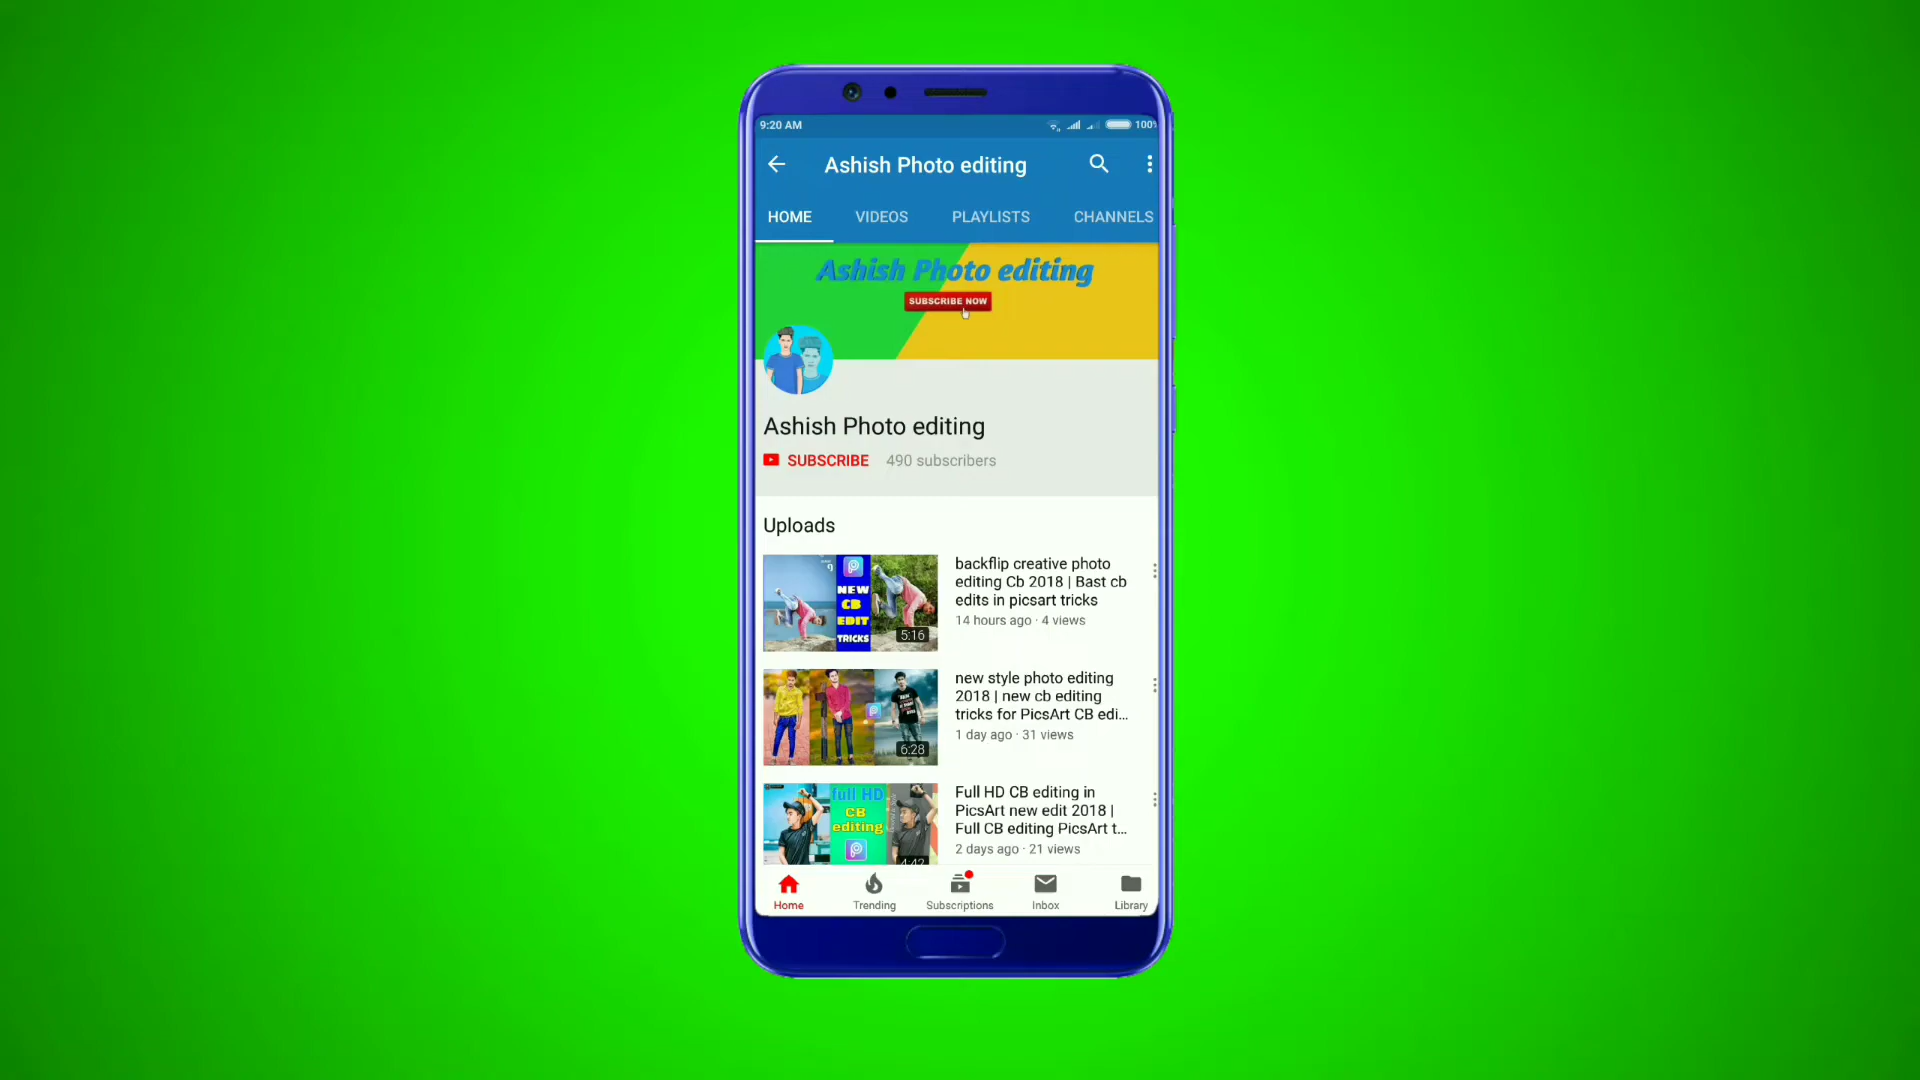 9:20 AM
100%
Ashish Photo editing
HOME
VIDEOS
PLAYLISTS
CHANNELS
Ashish Photo editing
SUBSCRIBE NOW
Ashish Photo editing
SUBSCRIBE
490 subscribers
Uploads
NEW
CB
EDIT
TRICKS
5:16
backflip creative photo
editing Cb 2018 | Bast cb
edits in picsart tricks
14 hours ago · 4 views
6:28
new style photo editing
2018 | new cb editing
tricks for PicsArt CB edi...
1 day ago · 31 views
full HD
CB
editing
4:42
Full HD CB editing in
PicsArt new edit 2018 |
Full CB editing PicsArt t...
2 days ago · 21 views
Home
Trending
Subscriptions
Inbox
Library